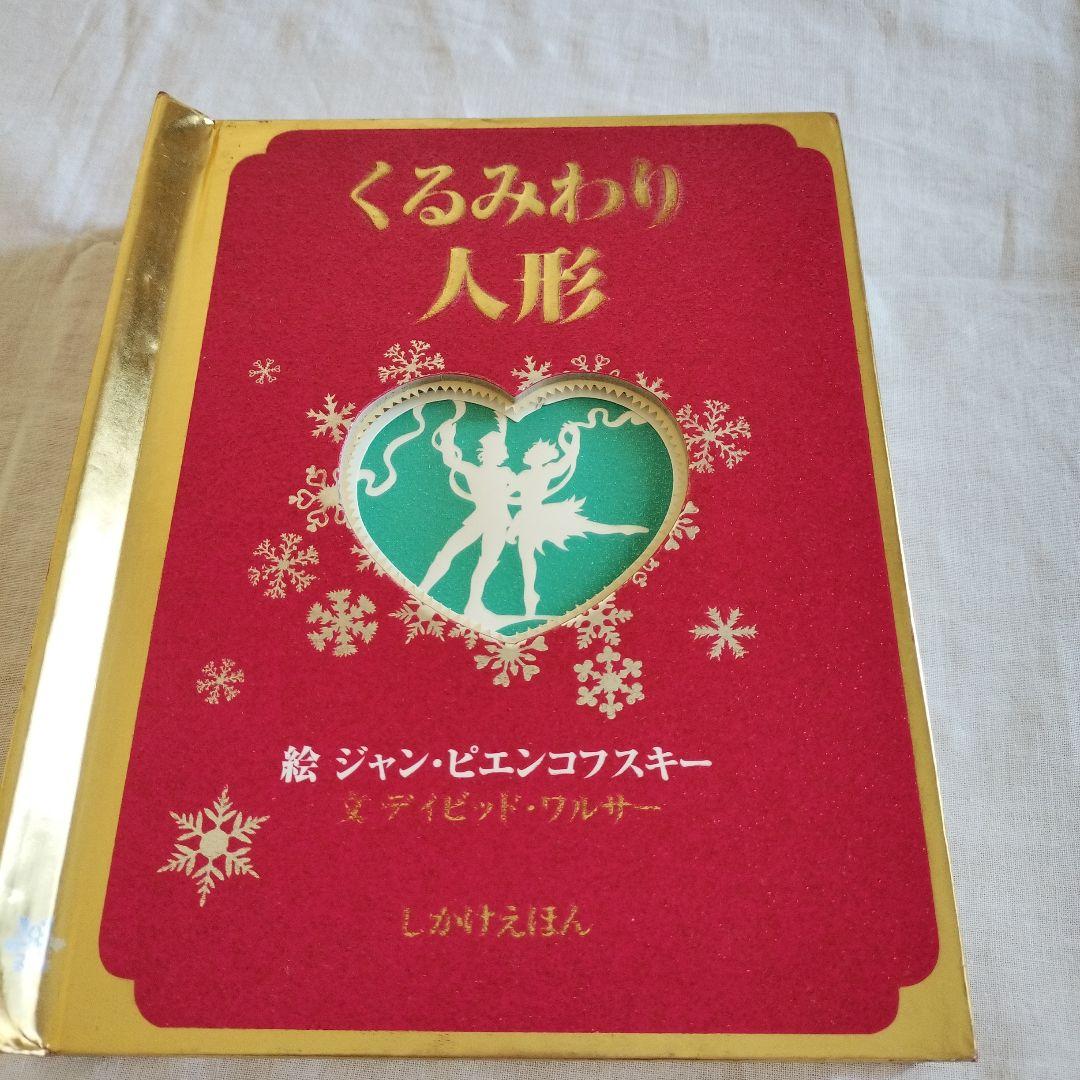 くるみわり
人形
絵 ジャン・ピエンコフスキー
文 デイビッド・ワルサー
しかけえほん